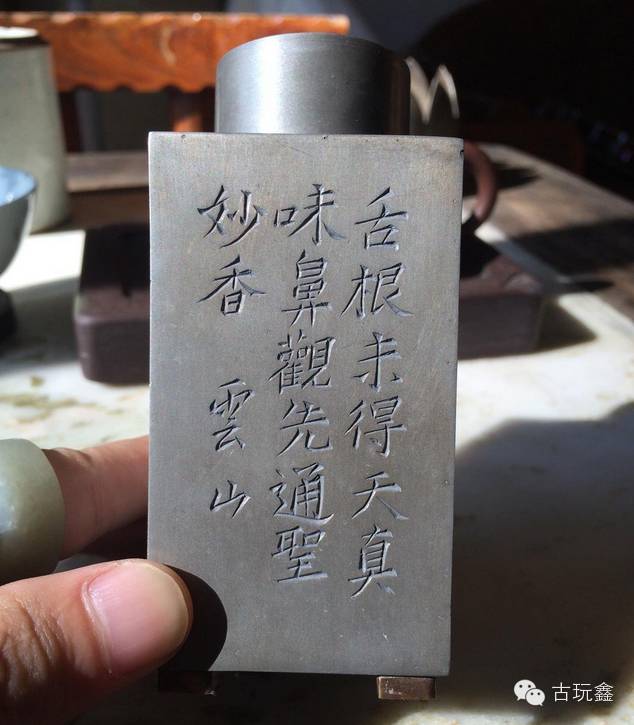 舌根未得天真
味鼻觀先通聖
妙香 雲山
古玩鑫